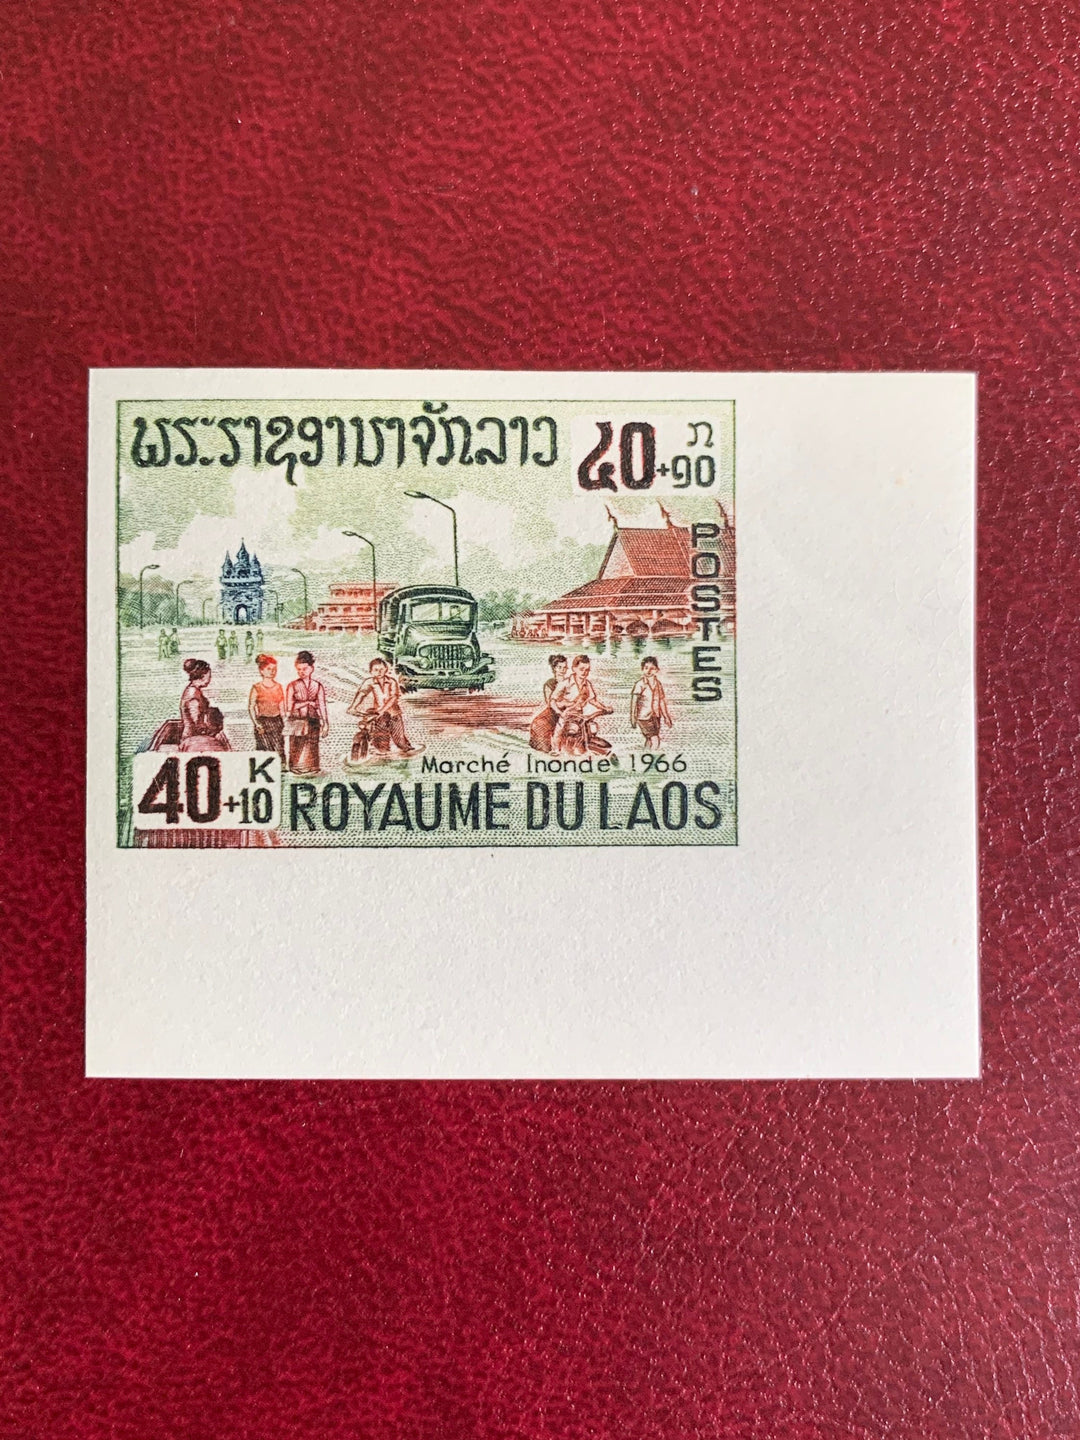 ພຣະຣາຊອານາຈັກລາວ
໔໐ ກ
+໑໐
POSTES
Marché Inondé 1966
40 K
+10
ROYAUME DU LAOS